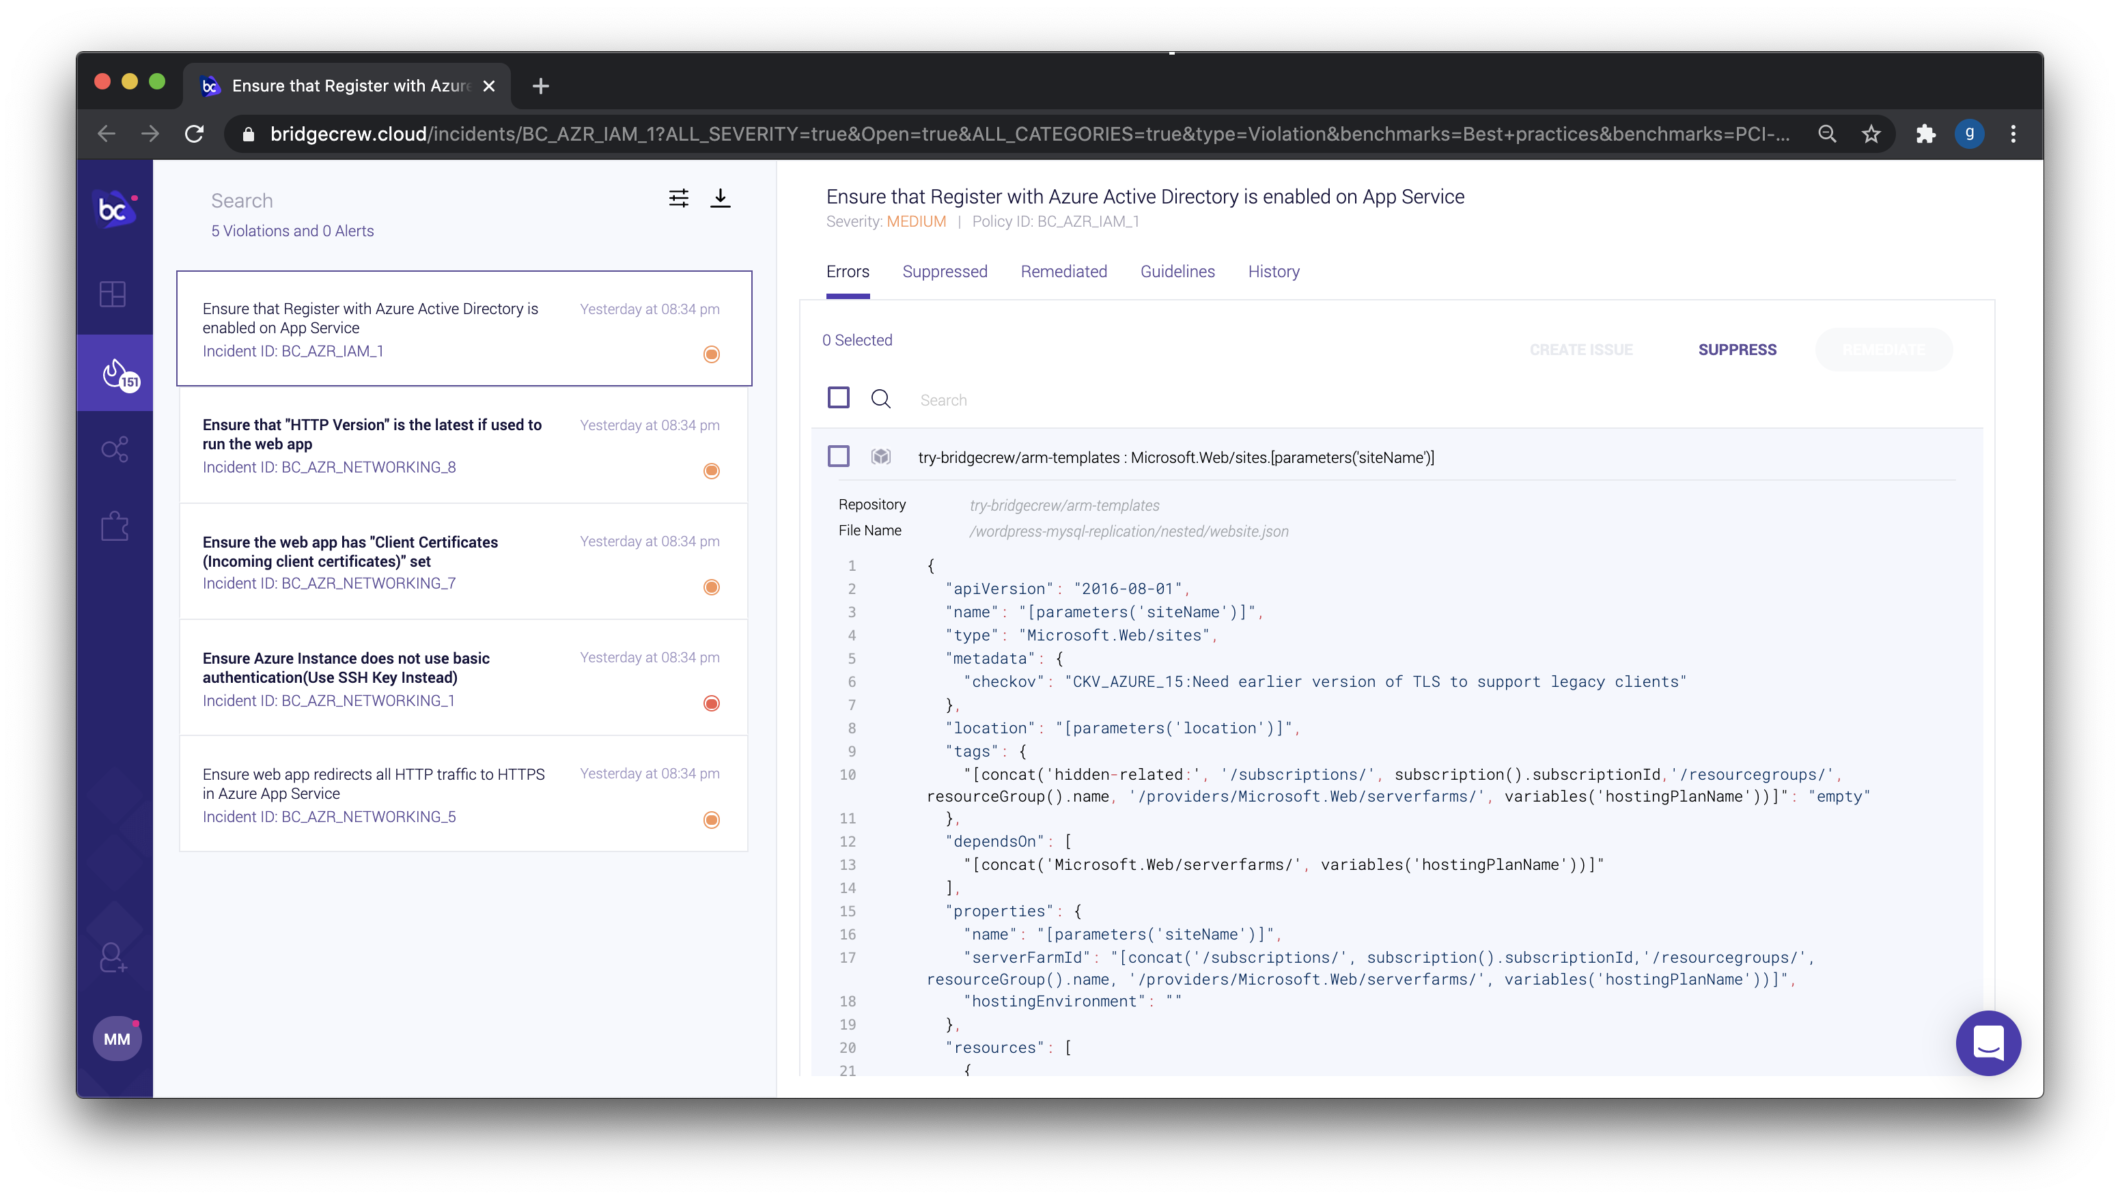 bc Ensure that Register with Azure
bridgecrew.cloud/incidents/BC_AZR_IAM_1?ALL_SEVERITY=true&Open=true&ALL_CATEGORIES=true&type=Violation&benchmarks=Best+practices&benchmarks=PCI-...
g
bc
151
MM
Search
5 Violations and 0 Alerts
Ensure that Register with Azure Active Directory is
enabled on App Service
Yesterday at 08:34 pm
Incident ID: BC_AZR_IAM_1
Ensure that "HTTP Version" is the latest if used to
run the web app
Yesterday at 08:34 pm
Incident ID: BC_AZR_NETWORKING_8
Ensure the web app has "Client Certificates
(Incoming client certificates)" set
Yesterday at 08:34 pm
Incident ID: BC_AZR_NETWORKING_7
Ensure Azure Instance does not use basic
authentication(Use SSH Key Instead)
Yesterday at 08:34 pm
Incident ID: BC_AZR_NETWORKING_1
Ensure web app redirects all HTTP traffic to HTTPS
in Azure App Service
Yesterday at 08:34 pm
Incident ID: BC_AZR_NETWORKING_5
Ensure that Register with Azure Active Directory is enabled on App Service
Severity: MEDIUM | Policy ID: BC_AZR_IAM_1
Errors Suppressed Remediated Guidelines History
0 Selected
CREATE ISSUE SUPPRESS REMEDIATE
Search
try-bridgecrew/arm-templates : Microsoft.Web/sites.[parameters('siteName')]
Repository try-bridgecrew/arm-templates
File Name /wordpress-mysql-replication/nested/website.json
1 {
2 "apiVersion": "2016-08-01",
3 "name": "[parameters('siteName')]",
4 "type": "Microsoft.Web/sites",
5 "metadata": {
6 "checkov": "CKV_AZURE_15:Need earlier version of TLS to support legacy clients"
7 },
8 "location": "[parameters('location')]",
9 "tags": {
10 "[concat('hidden-related:', '/subscriptions/', subscription().subscriptionId,'/resourcegroups/',
resourceGroup().name, '/providers/Microsoft.Web/serverfarms/', variables('hostingPlanName'))]": "empty"
11 },
12 "dependsOn": [
13 "[concat('Microsoft.Web/serverfarms/', variables('hostingPlanName'))]"
14 ],
15 "properties": {
16 "name": "[parameters('siteName')]",
17 "serverFarmId": "[concat('/subscriptions/', subscription().subscriptionId,'/resourcegroups/',
resourceGroup().name, '/providers/Microsoft.Web/serverfarms/', variables('hostingPlanName'))]",
18 "hostingEnvironment": ""
19 },
20 "resources": [
21 {